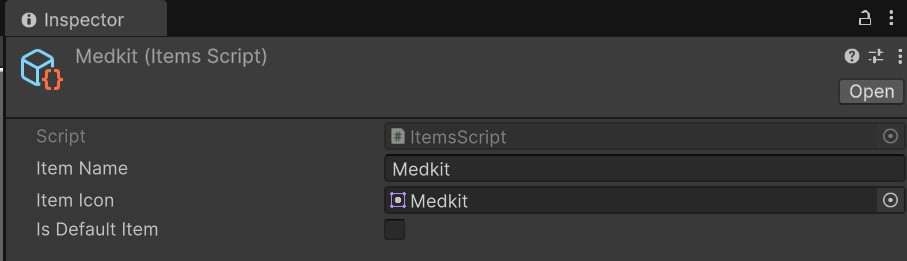 Inspector
Medkit (Items Script)
Open
Script ItemsScript
Item Name Medkit
Item Icon Medkit
Is Default Item